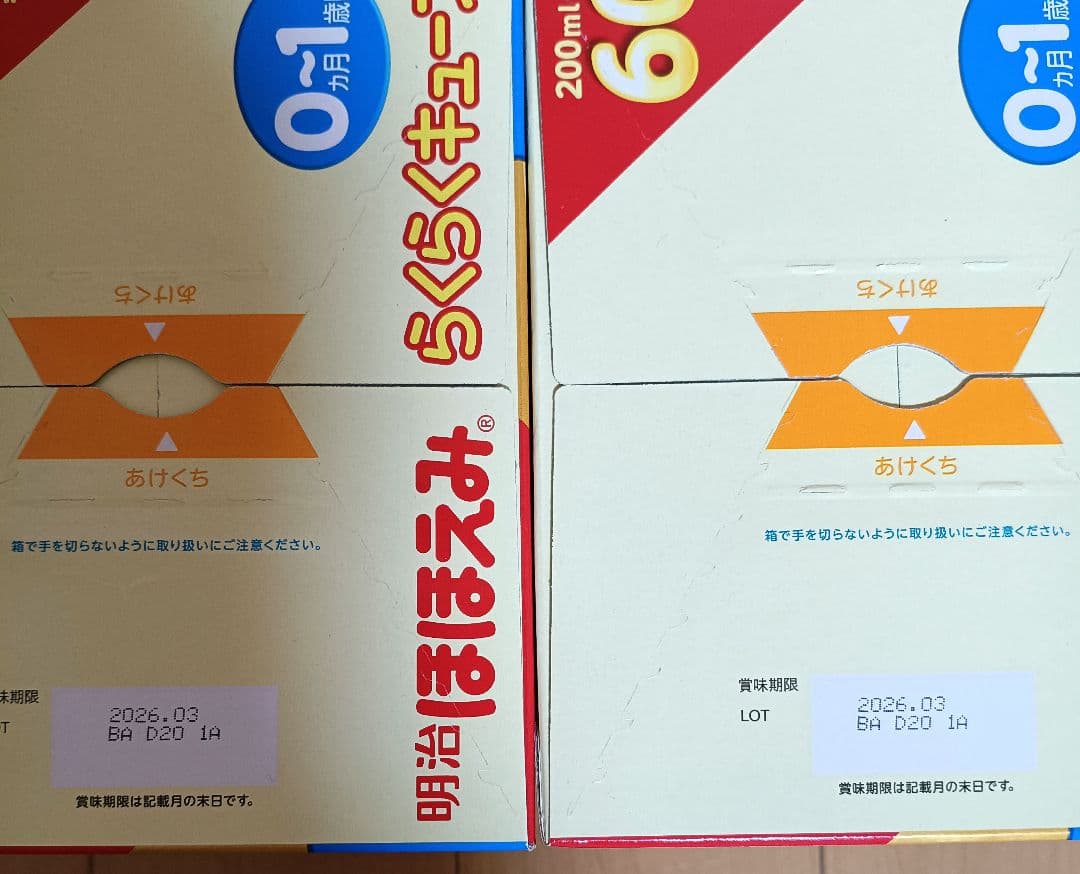 0~1
カ月
歳
らくらくキューブ
あけくち
あけくち
箱で手を切らないように取り扱いにご注意ください。
明治ほほえみ®
味期限
2026.03
BA D20 1A
賞味期限は記載月の末日です。
200ml
60
0~1
カ月
歳
あけくち
あけくち
箱で手を切らないように取り扱いにご注意ください。
賞味期限
LOT
2026.03
BA D20 1A
賞味期限は記載月の末日です。